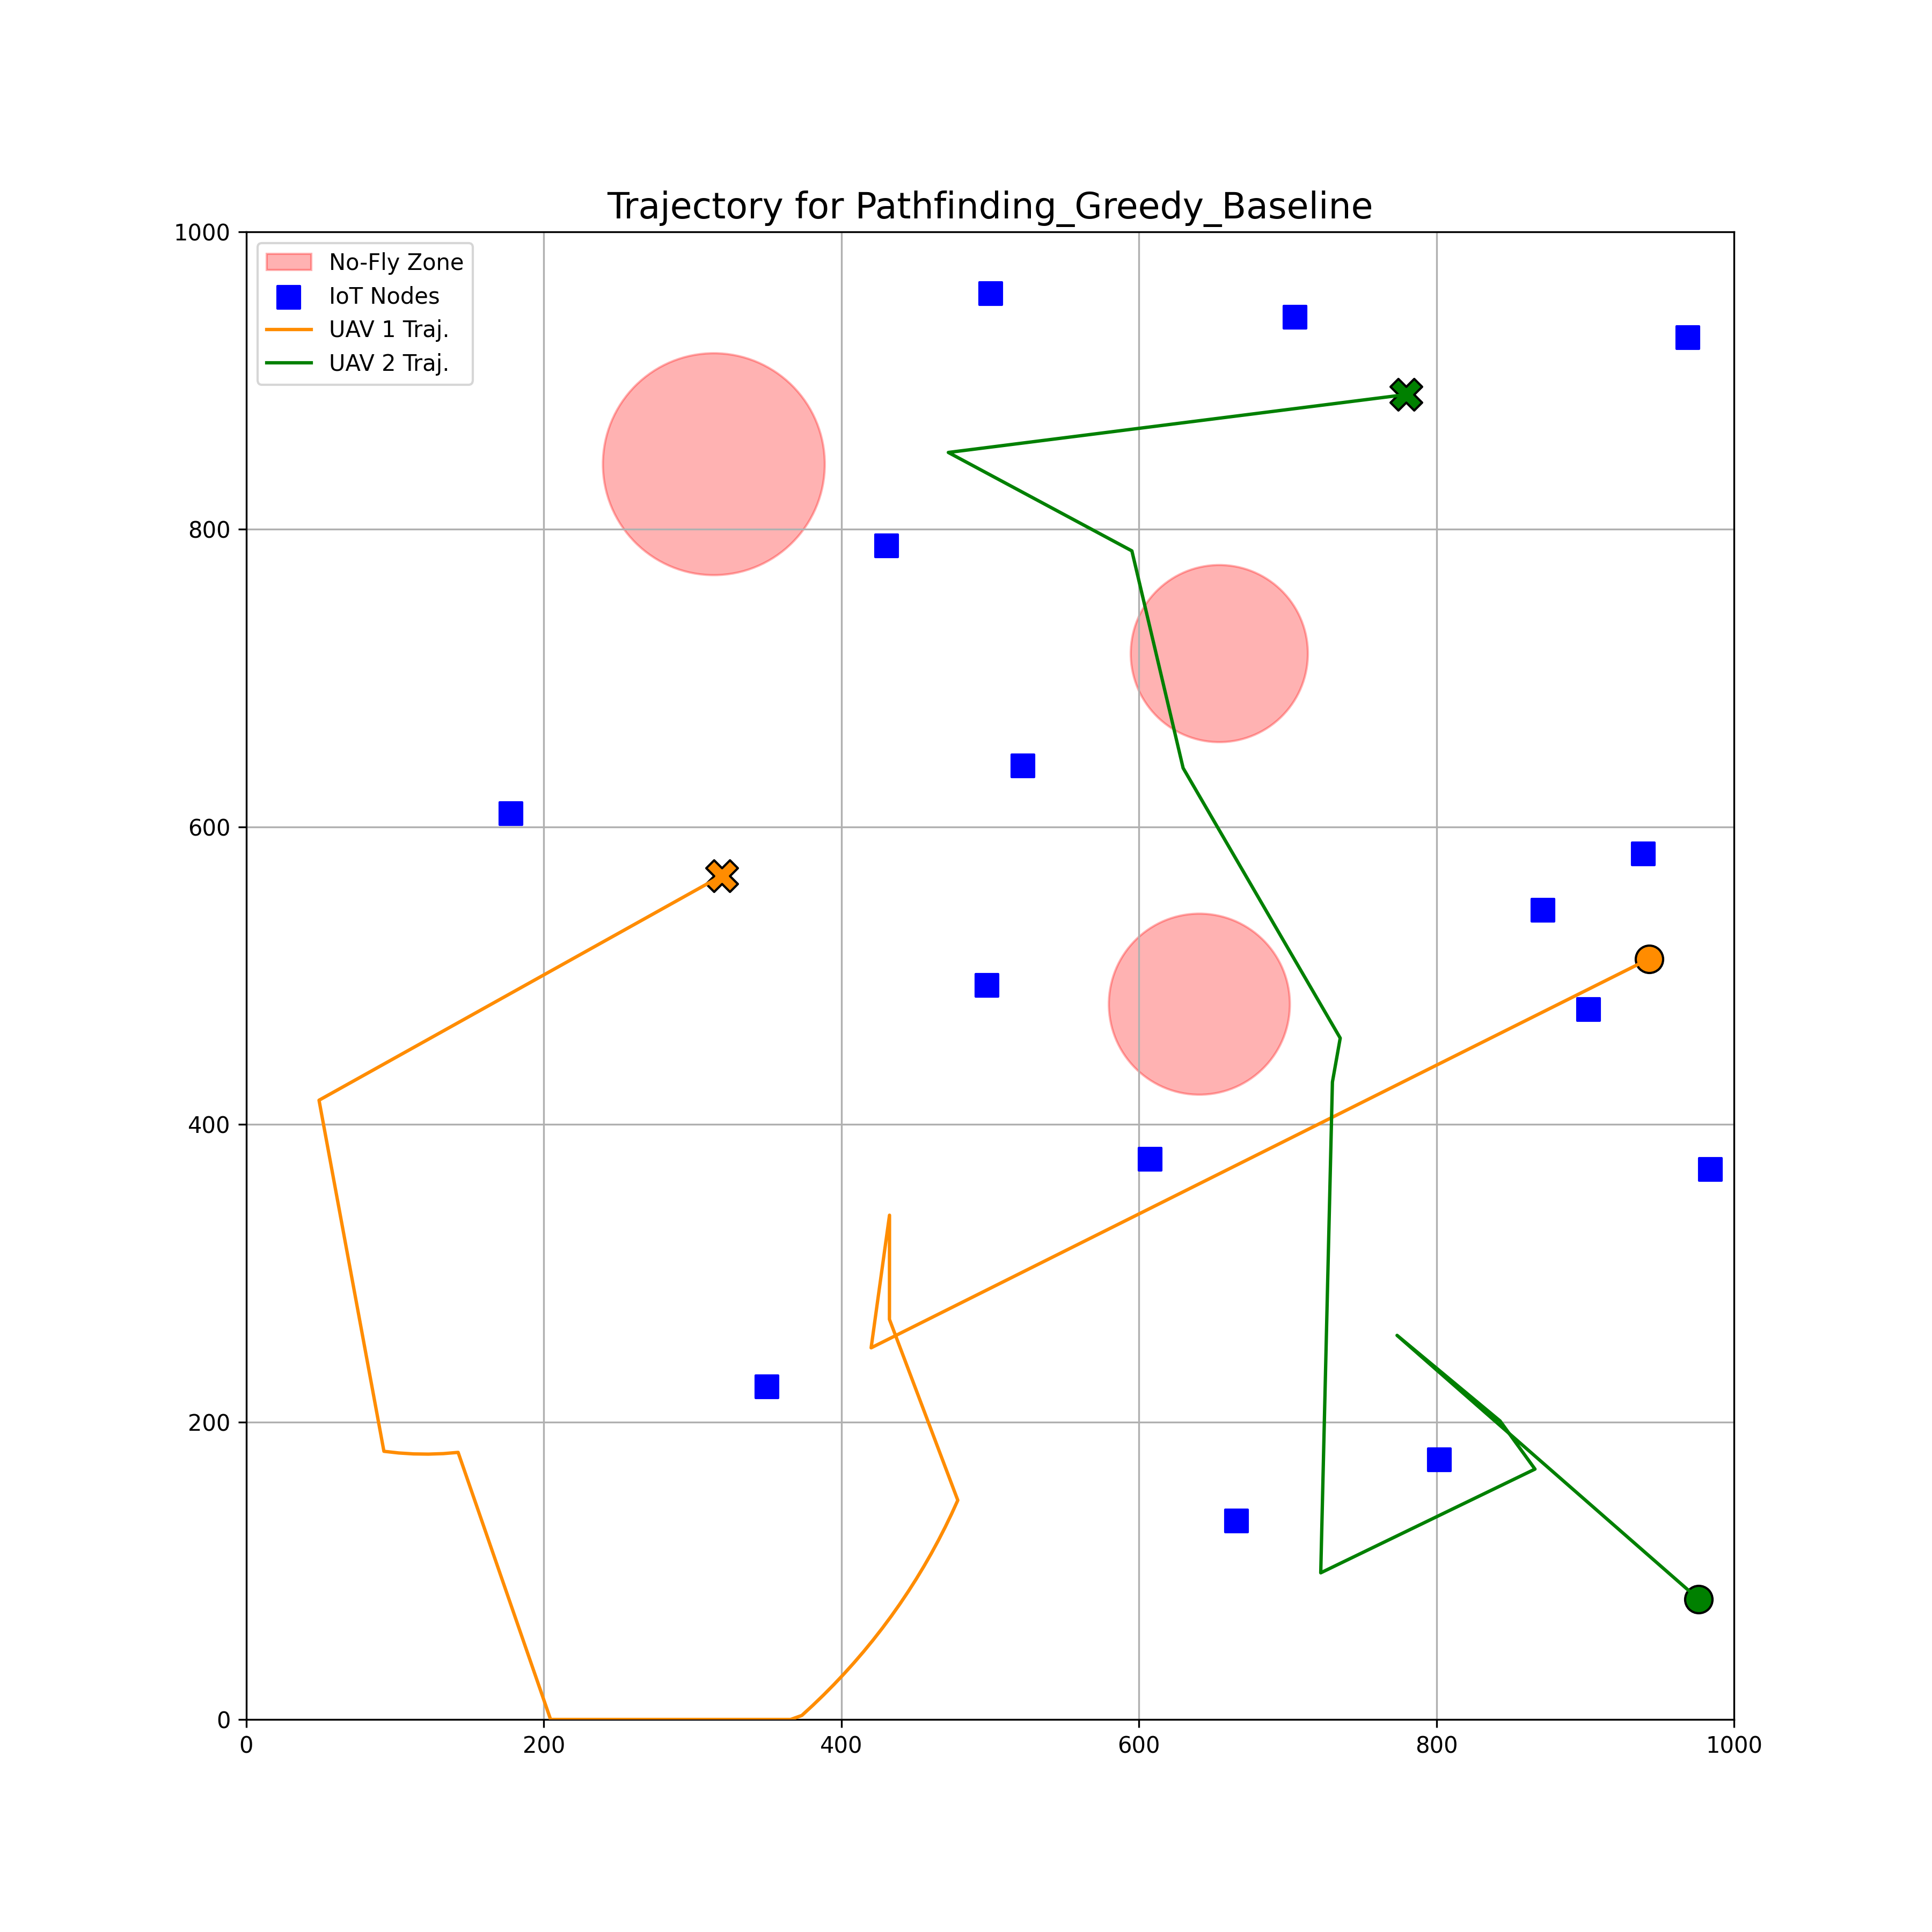 Trajectory for Pathfinding_Greedy_Baseline
1000
No-Fly Zone
IoT Nodes
UAV 1 Traj.
UAV 2 Traj.
800
600
400
200
0
0 200 400 600 800 1000